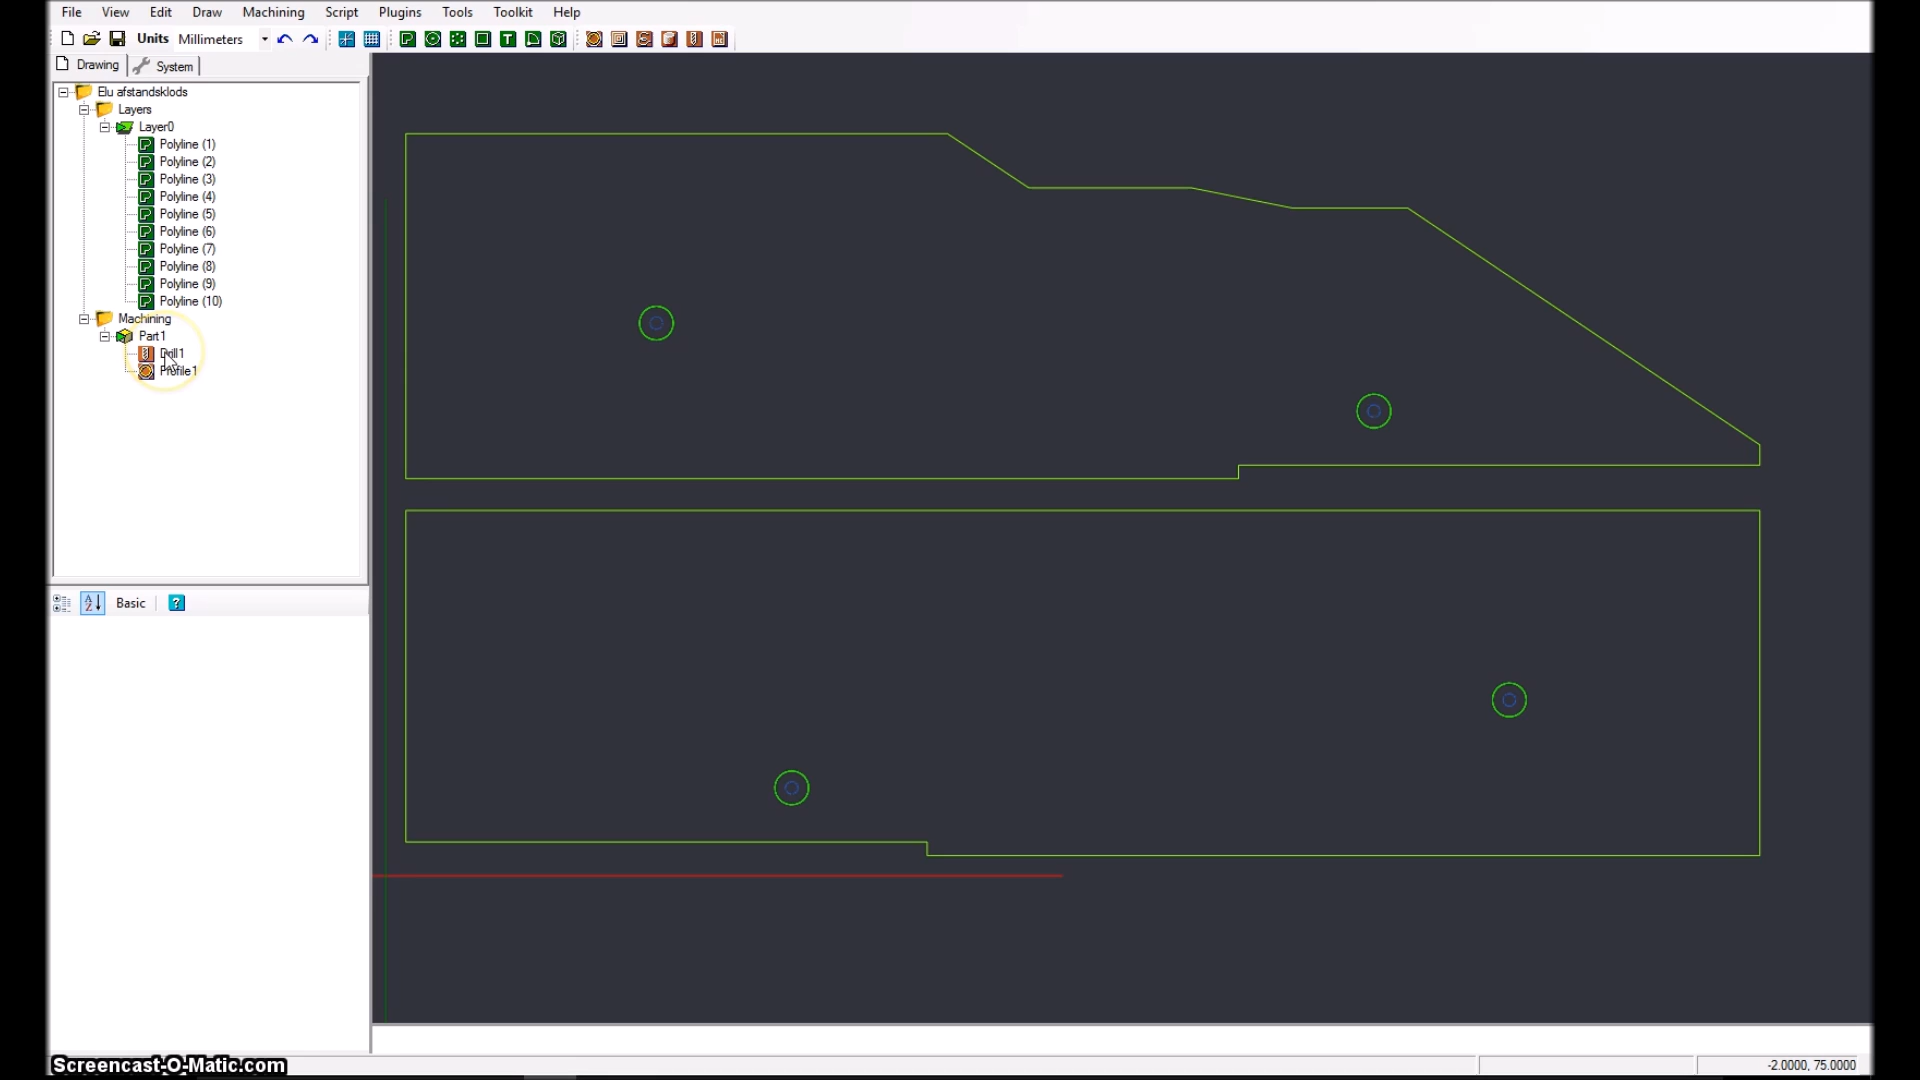 File View Edit Draw Machining Script Plugins Tools Toolkit Help
Units Millimeters
Drawing System
Elu afstandsklods
Layers
Layer0
Polyline (1)
Polyline (2)
Polyline (3)
Polyline (4)
Polyline (5)
Polyline (6)
Polyline (7)
Polyline (8)
Polyline (9)
Polyline (10)
Machining
Part1
Drill1
Profile1
Basic ?
Screencast-O-Matic.com
-2.0000, 75.0000